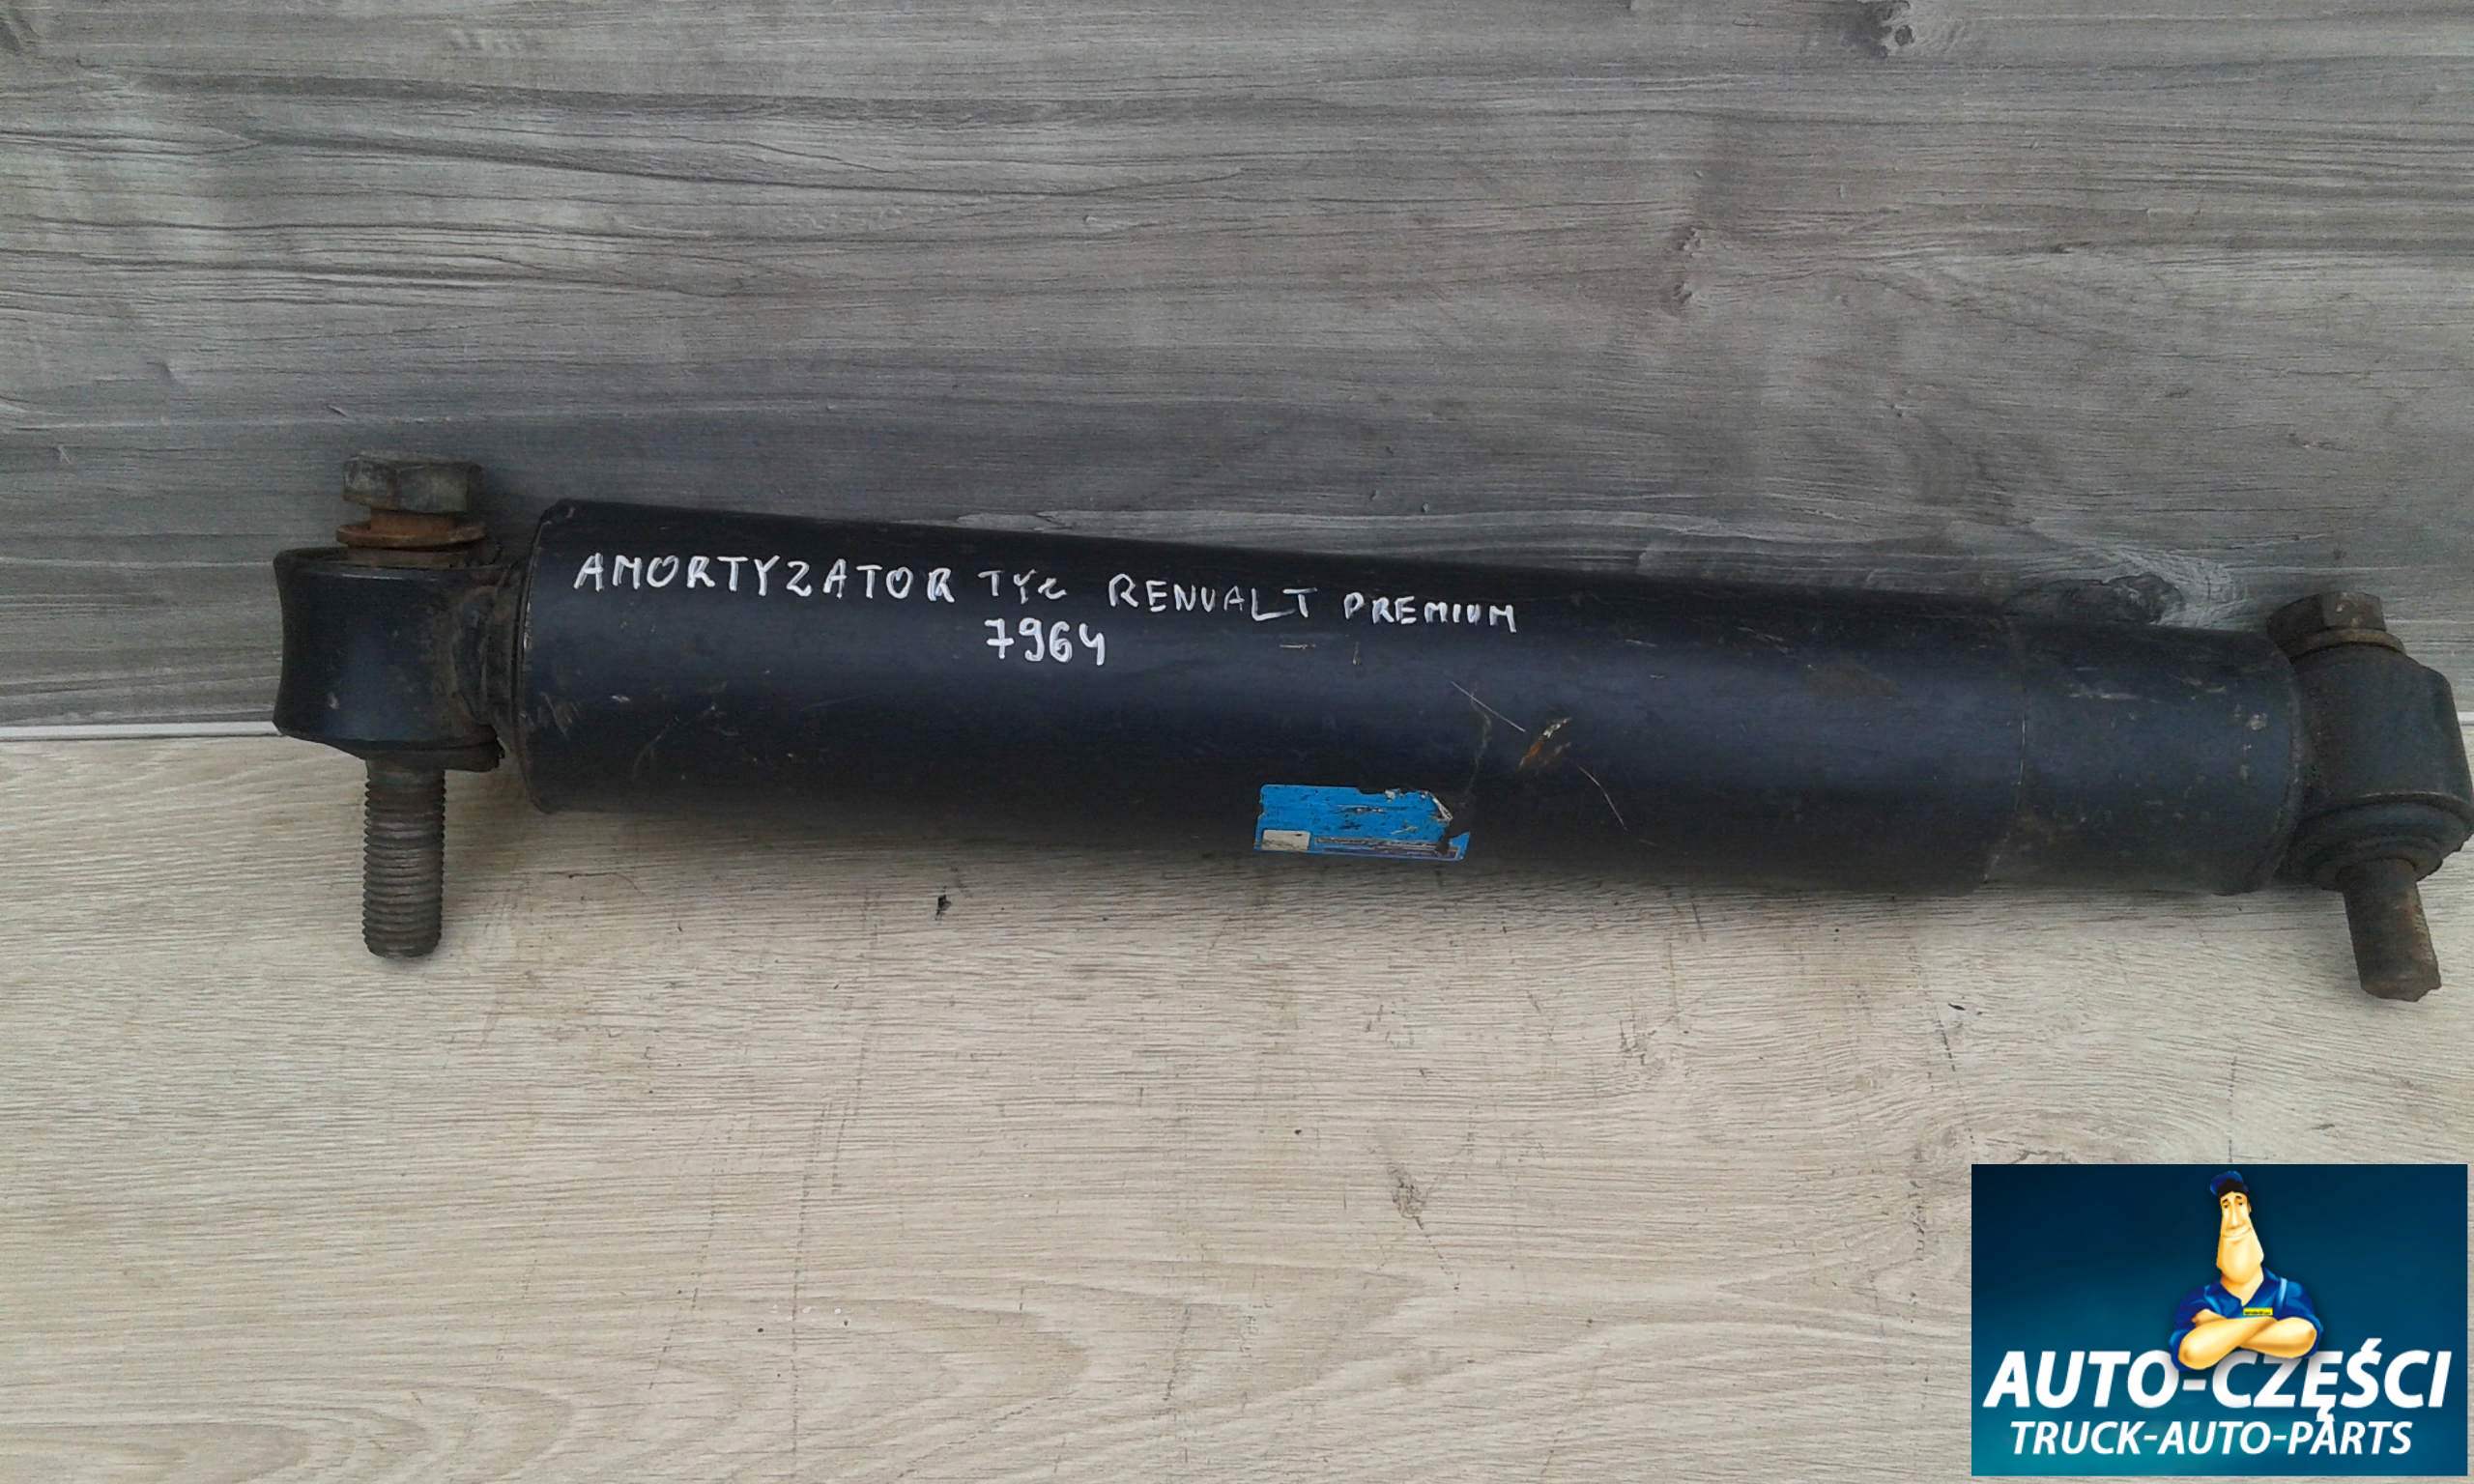 AMORTYZATOR TYŁ RENUALT PREMIUM
7964
AUTO-CZĘŚCI
TRUCK-AUTO-PARTS